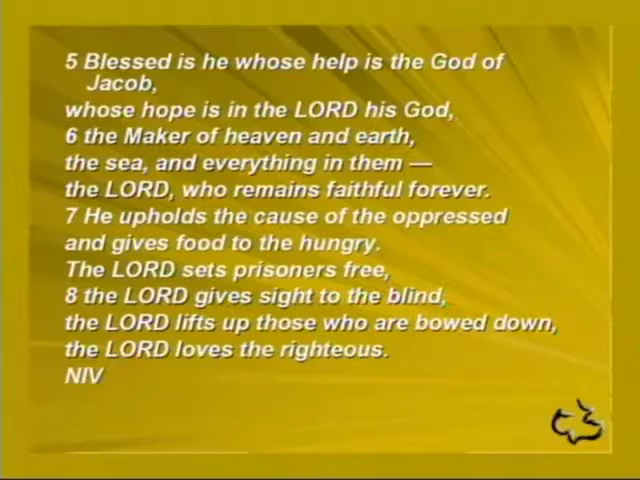 5 Blessed is he whose help is the God of
Jacob,
whose hope is in the LORD his God,
6 the Maker of heaven and earth,
the sea, and everything in them —
the LORD, who remains faithful forever.
7 He upholds the cause of the oppressed
and gives food to the hungry.
The LORD sets prisoners free,
8 the LORD gives sight to the blind,
the LORD lifts up those who are bowed down,
the LORD loves the righteous.
NIV